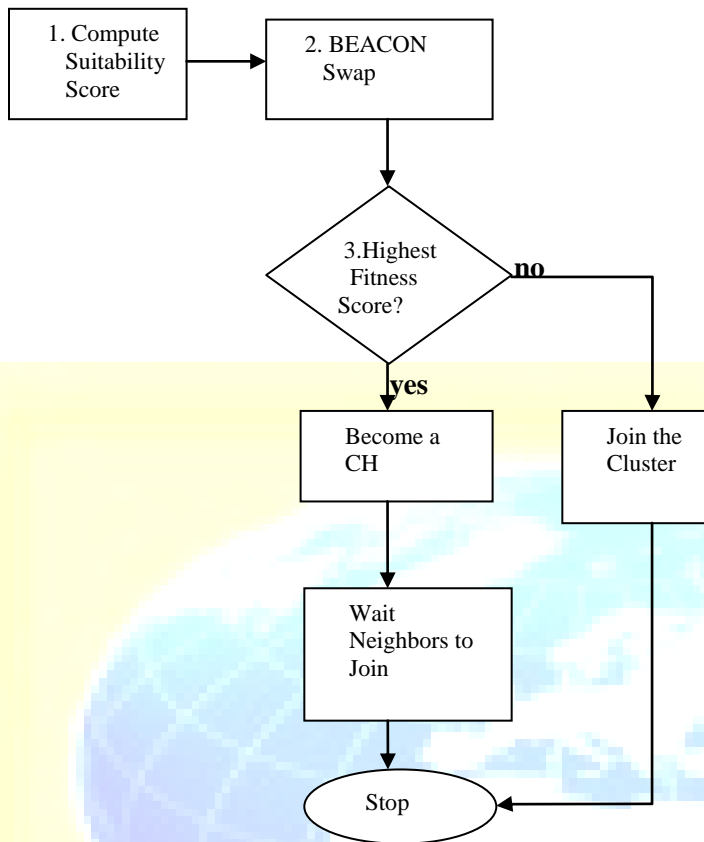 1. Compute
Suitability
Score
2. BEACON
Swap
3.Highest
Fitness
Score?
no
yes
Become a
CH
Join the
Cluster
Wait
Neighbors to
Join
Stop